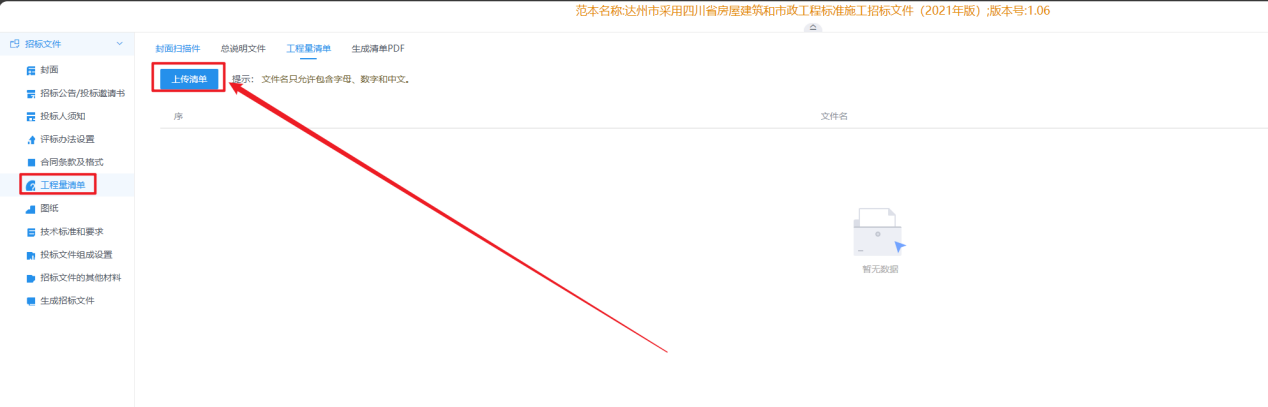 范本名称:达州市采用四川省房屋建筑和市政工程标准施工招标文件（2021年版）;版本号:1.06
招标文件
封面扫描件 总说明文件 工程量清单 生成清单PDF
封面
上传清单 提示： 文件名只允许包含字母、数字和中文。
招标公告/投标邀请书
投标人须知
序 文件名
评标办法设置
合同条款及格式
工程量清单
图纸
技术标准和要求
投标文件组成设置
暂无数据
招标文件的其他材料
生成招标文件